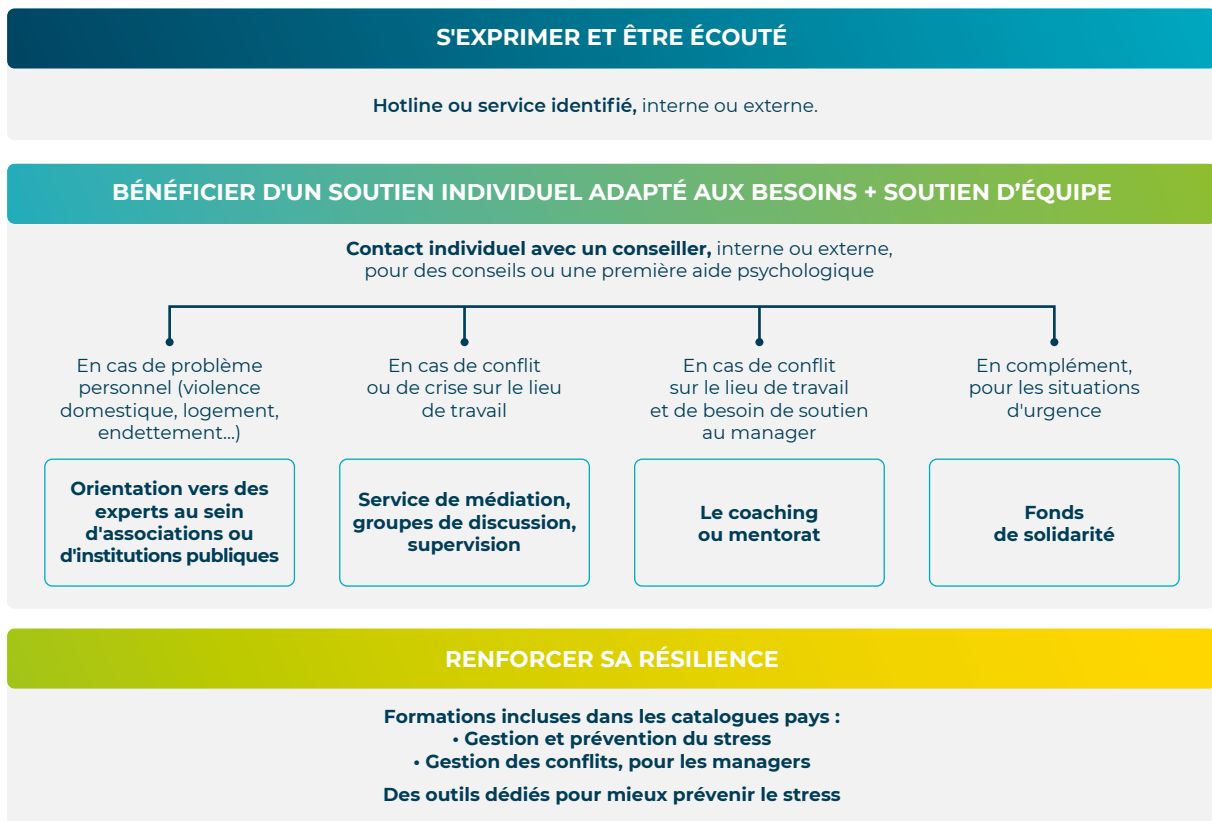 S'EXPRIMER ET ÊTRE ÉCOUTÉ
Hotline ou service identifié, interne ou externe.
BÉNÉFICIER D'UN SOUTIEN INDIVIDUEL ADAPTÉ AUX BESOINS + SOUTIEN D’ÉQUIPE
Contact individuel avec un conseiller, interne ou externe,
pour des conseils ou une première aide psychologique
En cas de problème
personnel (violence
domestique, logement,
endettement...)
Orientation vers des
experts au sein
d'associations ou
d'institutions publiques
En cas de conflit
ou de crise sur le lieu
de travail
Service de médiation,
groupes de discussion,
supervision
En cas de conflit
sur le lieu de travail
et de besoin de soutien
au manager
Le coaching
ou mentorat
En complément,
pour les situations
d'urgence
Fonds
de solidarité
RENFORCER SA RÉSILIENCE
Formations incluses dans les catalogues pays :
• Gestion et prévention du stress
• Gestion des conflits, pour les managers
Des outils dédiés pour mieux prévenir le stress